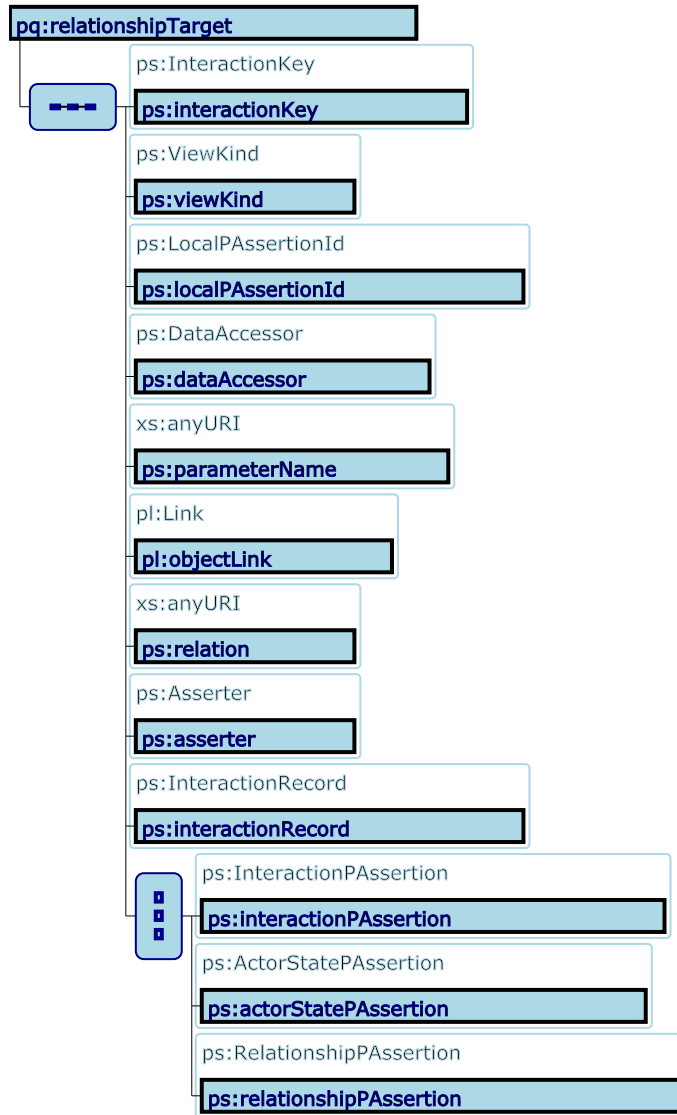 pq:relationshipTarget
ps:InteractionKey
ps:interactionKey
ps:ViewKind
ps:viewKind
ps:LocalPAssertionId
ps:localPAssertionId
ps:DataAccessor
ps:dataAccessor
xs:anyURI
ps:parameterName
pl:Link
pl:objectLink
xs:anyURI
ps:relation
ps:Asserter
ps:asserter
ps:InteractionRecord
ps:interactionRecord
ps:InteractionPAssertion
ps:interactionPAssertion
ps:ActorStatePAssertion
ps:actorStatePAssertion
ps:RelationshipPAssertion
ps:relationshipPAssertion